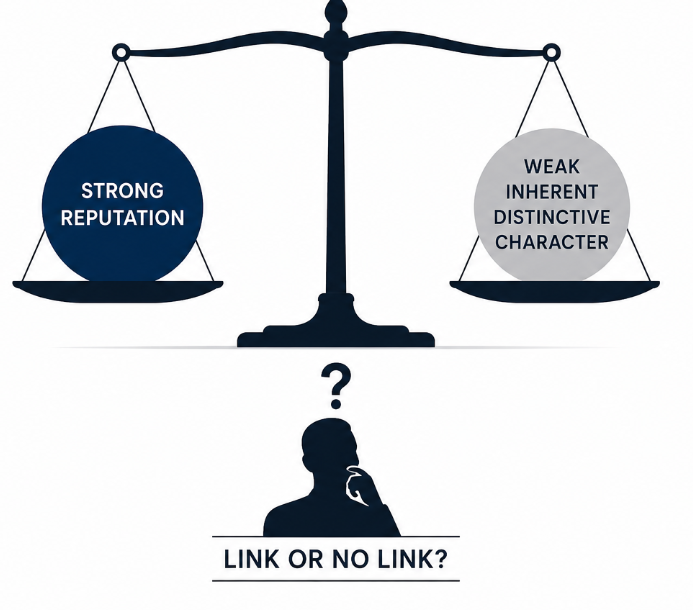 STRONG
REPUTATION
WEAK
INHERENT
DISTINCTIVE
CHARACTER
?
LINK OR NO LINK?